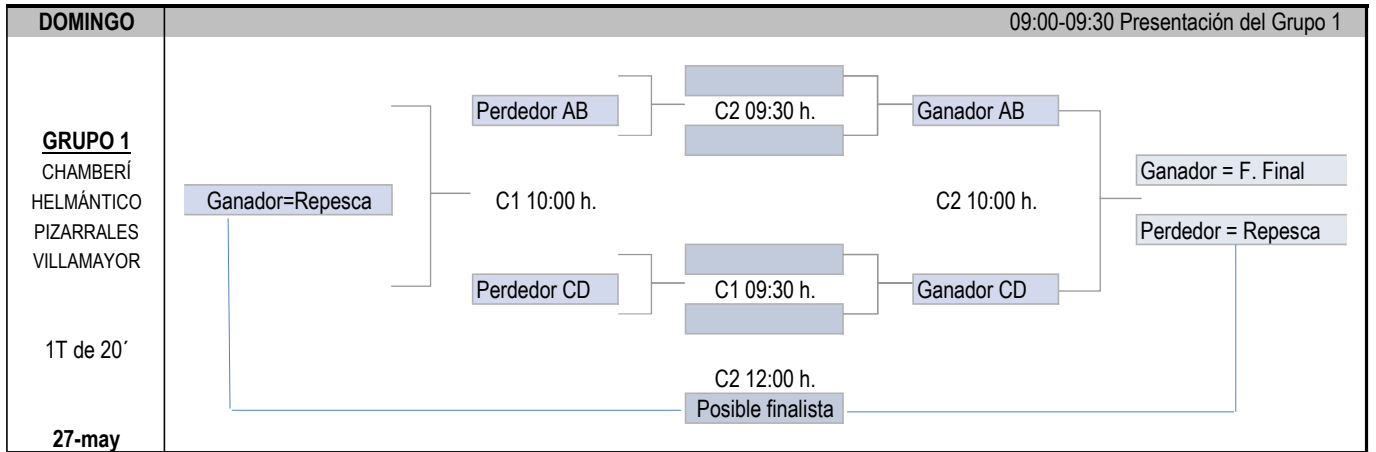 DOMINGO
09:00-09:30 Presentación del Grupo 1
GRUPO 1
CHAMBERÍ
HELMÁNTICO
PIZARRALES
VILLAMAYOR
1T de 20´
27-may
Perdedor AB
C2 09:30 h.
Ganador AB
Ganador=Repesca
C1 10:00 h.
C2 10:00 h.
Ganador = F. Final
Perdedor = Repesca
Perdedor CD
C1 09:30 h.
Ganador CD
C2 12:00 h.
Posible finalista